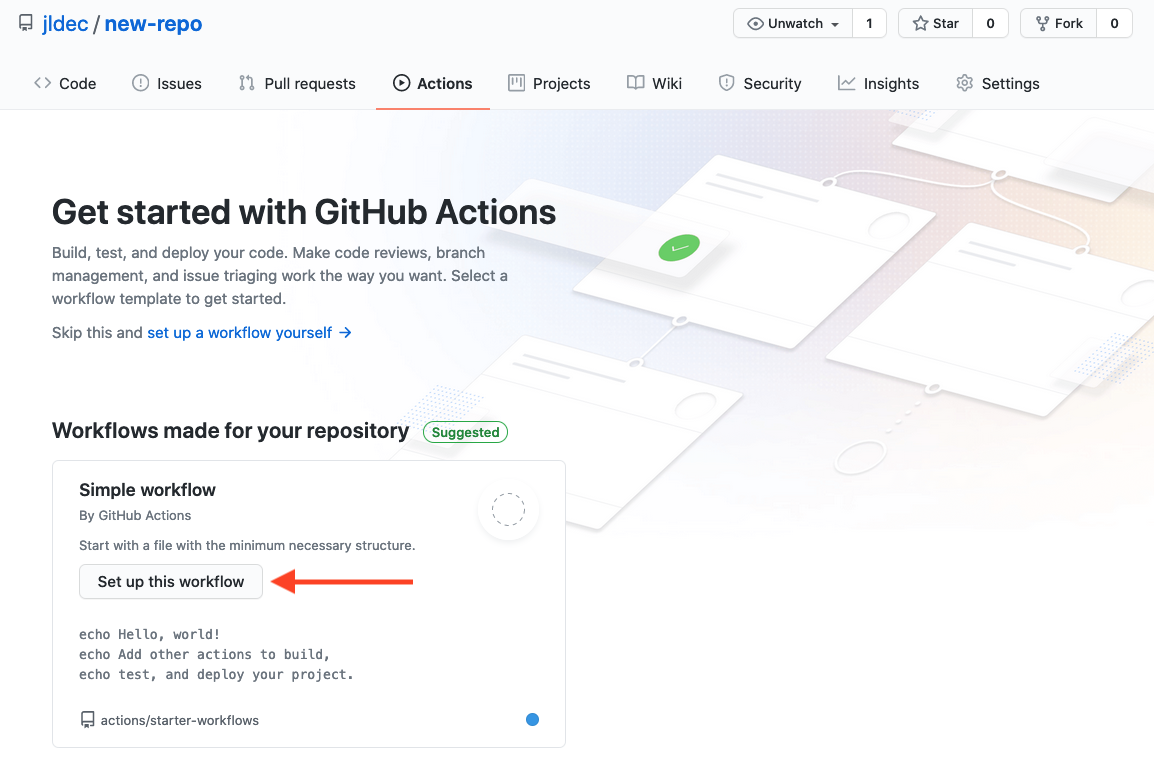 jldec / new-repo
Unwatch 1 Star 0 Fork 0
Code Issues Pull requests Actions Projects Wiki Security Insights Settings
Get started with GitHub Actions
Build, test, and deploy your code. Make code reviews, branch
management, and issue triaging work the way you want. Select a
workflow template to get started.
Skip this and set up a workflow yourself →
Workflows made for your repository Suggested
Simple workflow
By GitHub Actions
Start with a file with the minimum necessary structure.
Set up this workflow
echo Hello, world!
echo Add other actions to build,
echo test, and deploy your project.
actions/starter-workflows